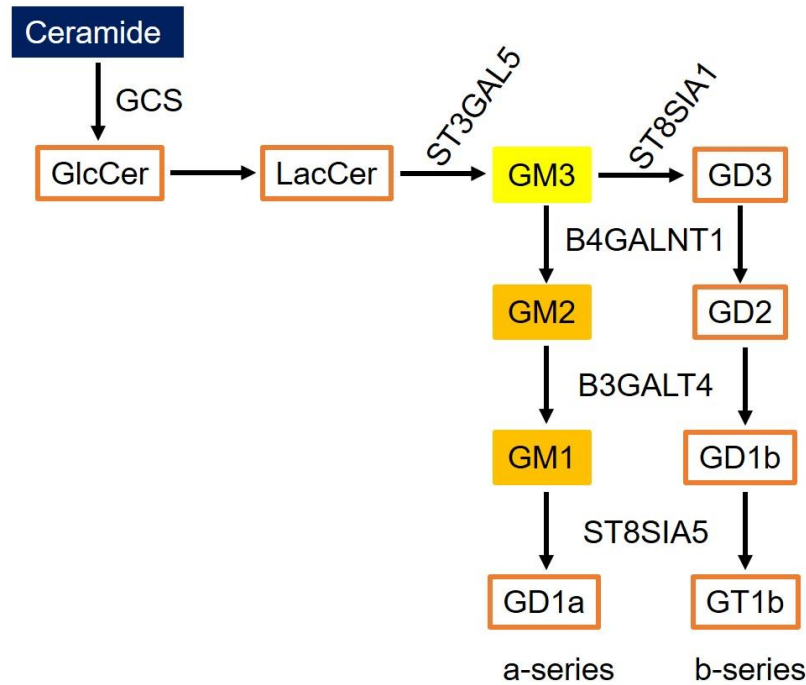 Ceramide
GCS
ST3GAL5
ST8SIA1
GlcCer
LacCer
GM3
GD3
B4GALNT1
GM2
GD2
B3GALT4
GM1
GD1b
ST8SIA5
GD1a
GT1b
a-series
b-series